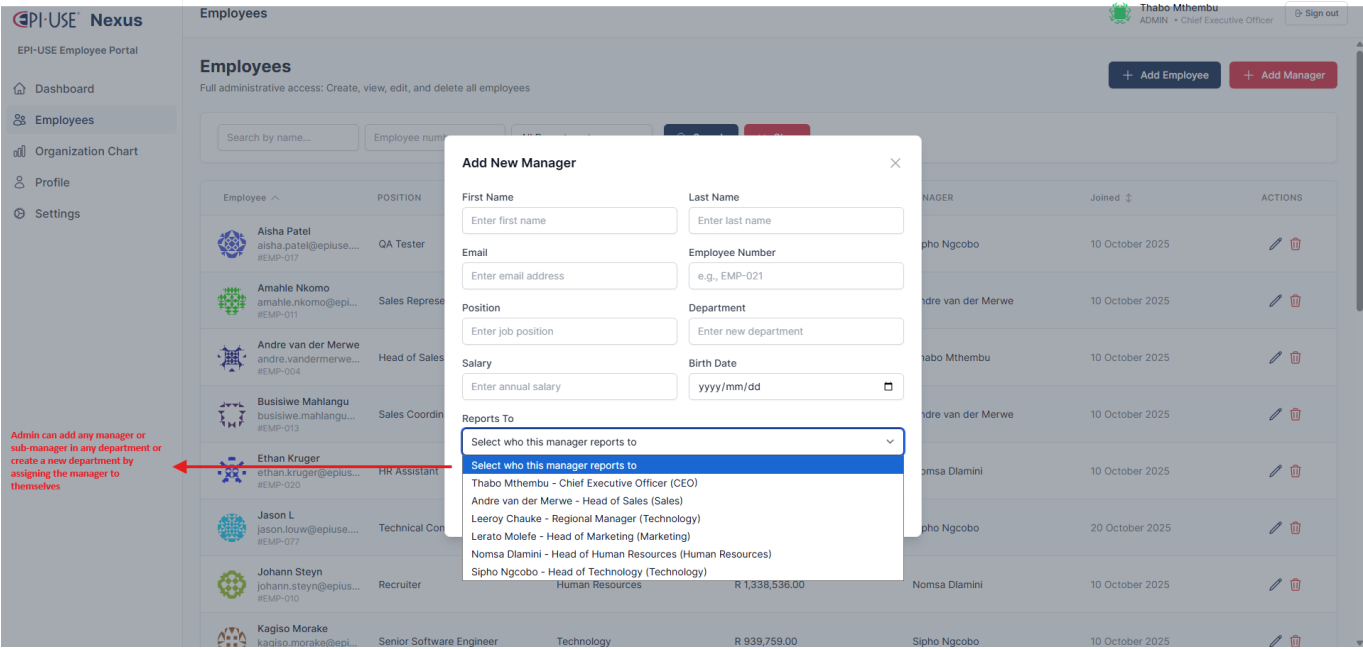 EPI·USE Nexus
EPI-USE Employee Portal
Dashboard
Employees
Organization Chart
Profile
Settings
Employees
Thabo Mthembu
ADMIN • Chief Executive Officer
Sign out
Employees
Full administrative access: Create, view, edit, and delete all employees
+ Add Employee
+ Add Manager
Search by name...
Employee numb
Employee
POSITION
NAGER
Joined
ACTIONS
Aisha Patel
aisha.patel@epiuse....
#EMP-017
QA Tester
pho Ngcobo
10 October 2025
Amahle Nkomo
amahle.nkomo@epi...
#EMP-011
Sales Represe
ndre van der Merwe
10 October 2025
Andre van der Merwe
andre.vandermerwe...
#EMP-004
Head of Sales
habo Mthembu
10 October 2025
Busisiwe Mahlangu
busisiwe.mahlangu...
#EMP-013
Sales Coordin
ndre van der Merwe
10 October 2025
Ethan Kruger
ethan.kruger@epius...
#EMP-020
HR Assistant
omsa Dlamini
10 October 2025
Jason L
jason.louw@epiuse....
#EMP-077
Technical Con
pho Ngcobo
20 October 2025
Johann Steyn
johann.steyn@epius...
#EMP-010
Recruiter
Human Resources
R 1,338,536.00
Nomsa Dlamini
10 October 2025
Kagiso Morake
kagiso.morake@epi...
Senior Software Engineer
Technology
R 939,759.00
Sipho Ngcobo
10 October 2025
Add New Manager
First Name
Enter first name
Last Name
Enter last name
Email
Enter email address
Employee Number
e.g., EMP-021
Position
Enter job position
Department
Enter new department
Salary
Enter annual salary
Birth Date
yyyy/mm/dd
Reports To
Select who this manager reports to
Select who this manager reports to
Thabo Mthembu - Chief Executive Officer (CEO)
Andre van der Merwe - Head of Sales (Sales)
Leeroy Chauke - Regional Manager (Technology)
Lerato Molefe - Head of Marketing (Marketing)
Nomsa Dlamini - Head of Human Resources (Human Resources)
Sipho Ngcobo - Head of Technology (Technology)
Admin can add any manager or
sub-manager in any department or
create a new department by
assigning the manager to
themselves